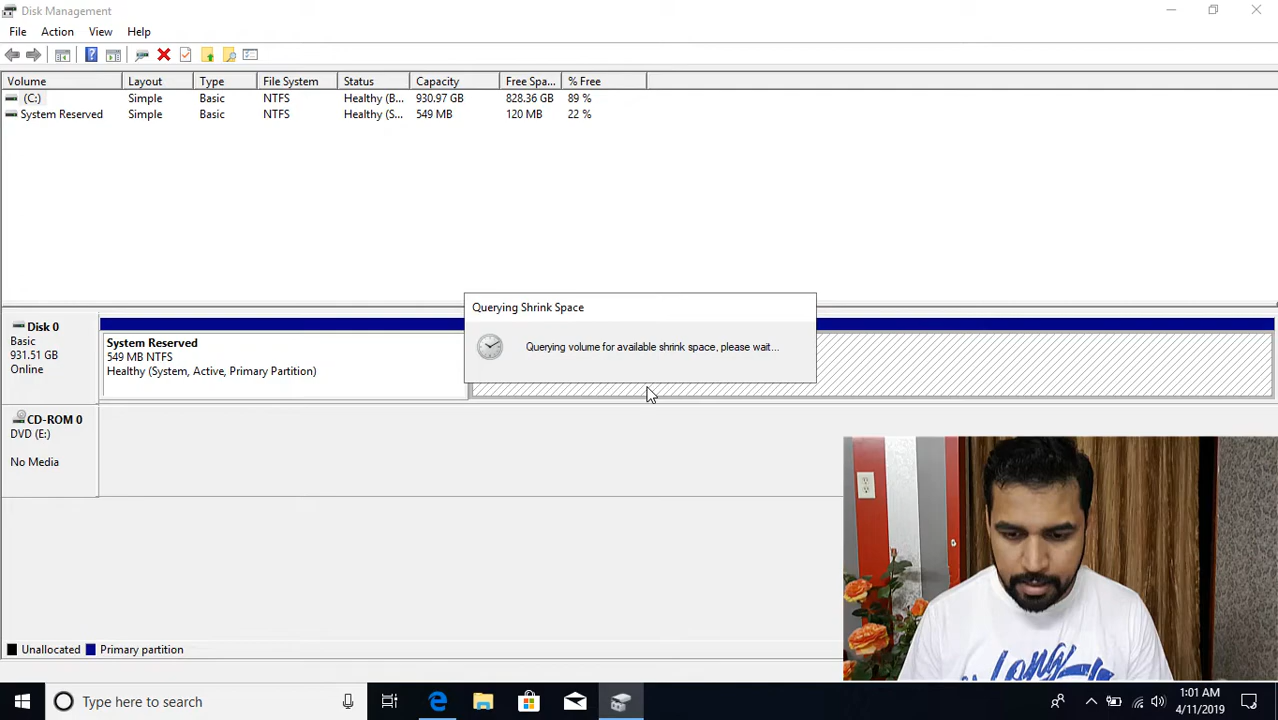 Disk Management
File Action View Help
Volume Layout Type File System Status Capacity Free Spa... % Free
(C:) Simple Basic NTFS Healthy (B... 930.97 GB 828.36 GB 89 %
System Reserved Simple Basic NTFS Healthy (S... 549 MB 120 MB 22 %
Querying Shrink Space
Querying volume for available shrink space, please wait...
Disk 0
Basic
931.51 GB
Online
System Reserved
549 MB NTFS
Healthy (System, Active, Primary Partition)
CD-ROM 0
DVD (E:)
No Media
Unallocated Primary partition
Type here to search
1:01 AM
4/11/2019